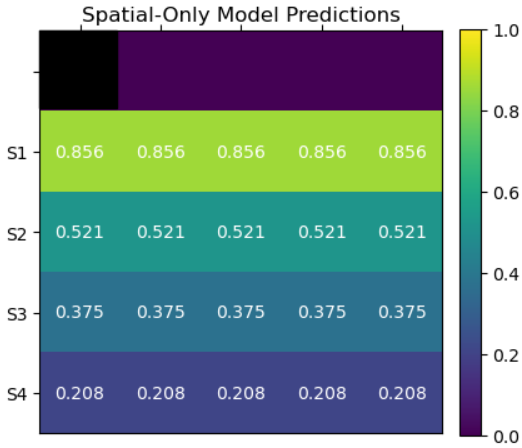 Spatial-Only Model Predictions
1.0
S1 0.856 0.856 0.856 0.856 0.856
0.8
0.6
S2 0.521 0.521 0.521 0.521 0.521
0.4
S3 0.375 0.375 0.375 0.375 0.375
0.2
S4 0.208 0.208 0.208 0.208 0.208
0.0